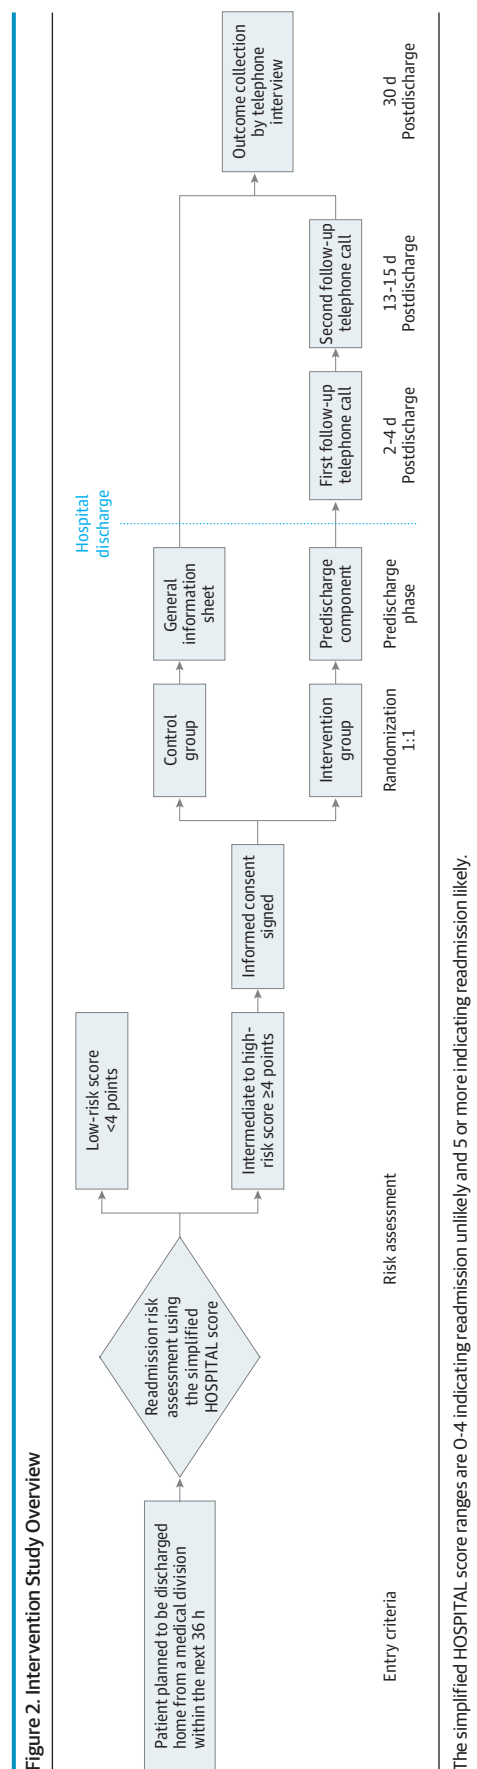 Figure 2. Intervention Study Overview
Patient planned to be discharged
home from a medical division
within the next 36 h
Readmission risk
assessment using
the simplified
HOSPITAL score
Low-risk score
<4 points
Intermediate to high-
risk score ≥4 points
Informed consent
signed
Control
group
General
information
sheet
Intervention
group
Predischarge
component
Hospital
discharge
First follow-up
telephone call
Second follow-up
telephone call
Outcome collection
by telephone
interview
Entry criteria
Risk assessment
Randomization
1:1
Predischarge
phase
2-4 d
Postdischarge
13-15 d
Postdischarge
30 d
Postdischarge
The simplified HOSPITAL score ranges are 0-4 indicating readmission unlikely and 5 or more indicating readmission likely.